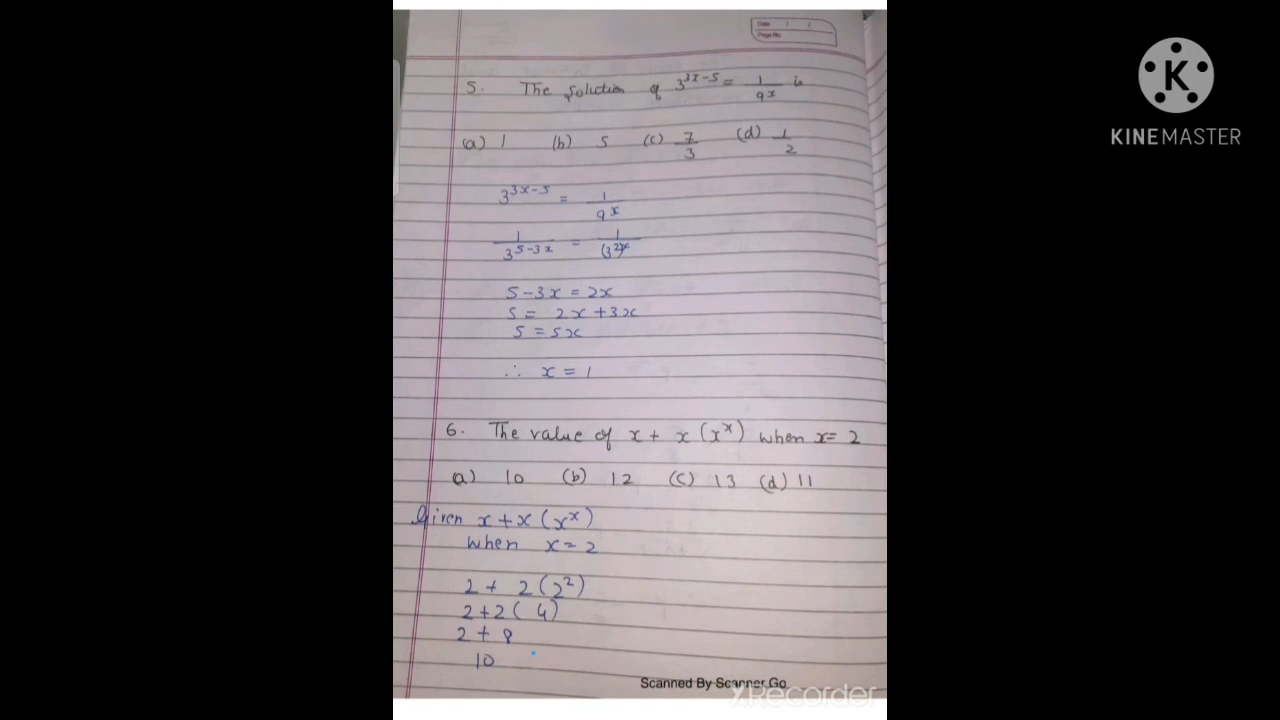 Date / /
Page No.
5. The Solution of 3^{3x-5} = 1/9^x is
(a) 1 (b) 5 (c) 7/3 (d) 1/2
3^{3x-5} = 1/9^x
1/3^{5-3x} = 1/(3^2)^x
5-3x = 2x
5 = 2x + 3x
5 = 5x
∴ x = 1
6. The value of x + x (x^x) when x= 2
a) 10 (b) 12 (c) 13 (d) 11
Given x + x (x^x)
when x = 2
2 + 2 (2^2)
2+2 ( 4)
2 + 8
10
Scanned By Scanner Go
XRecorder
KINEMASTER